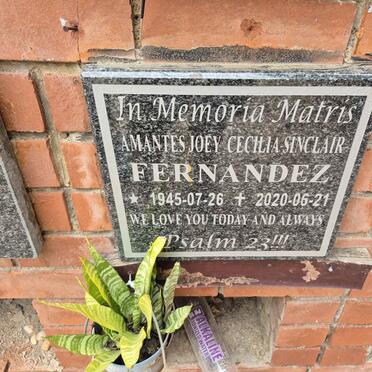 In Memoria Matris
AMANTES JOEY CECILIA SINCLAIR
FERNANDEZ
★ 1945-07-26 ✝ 2020-06-21
WE LOVE YOU TODAY AND ALWAYS
Psalm 23!!!
ALKALINE